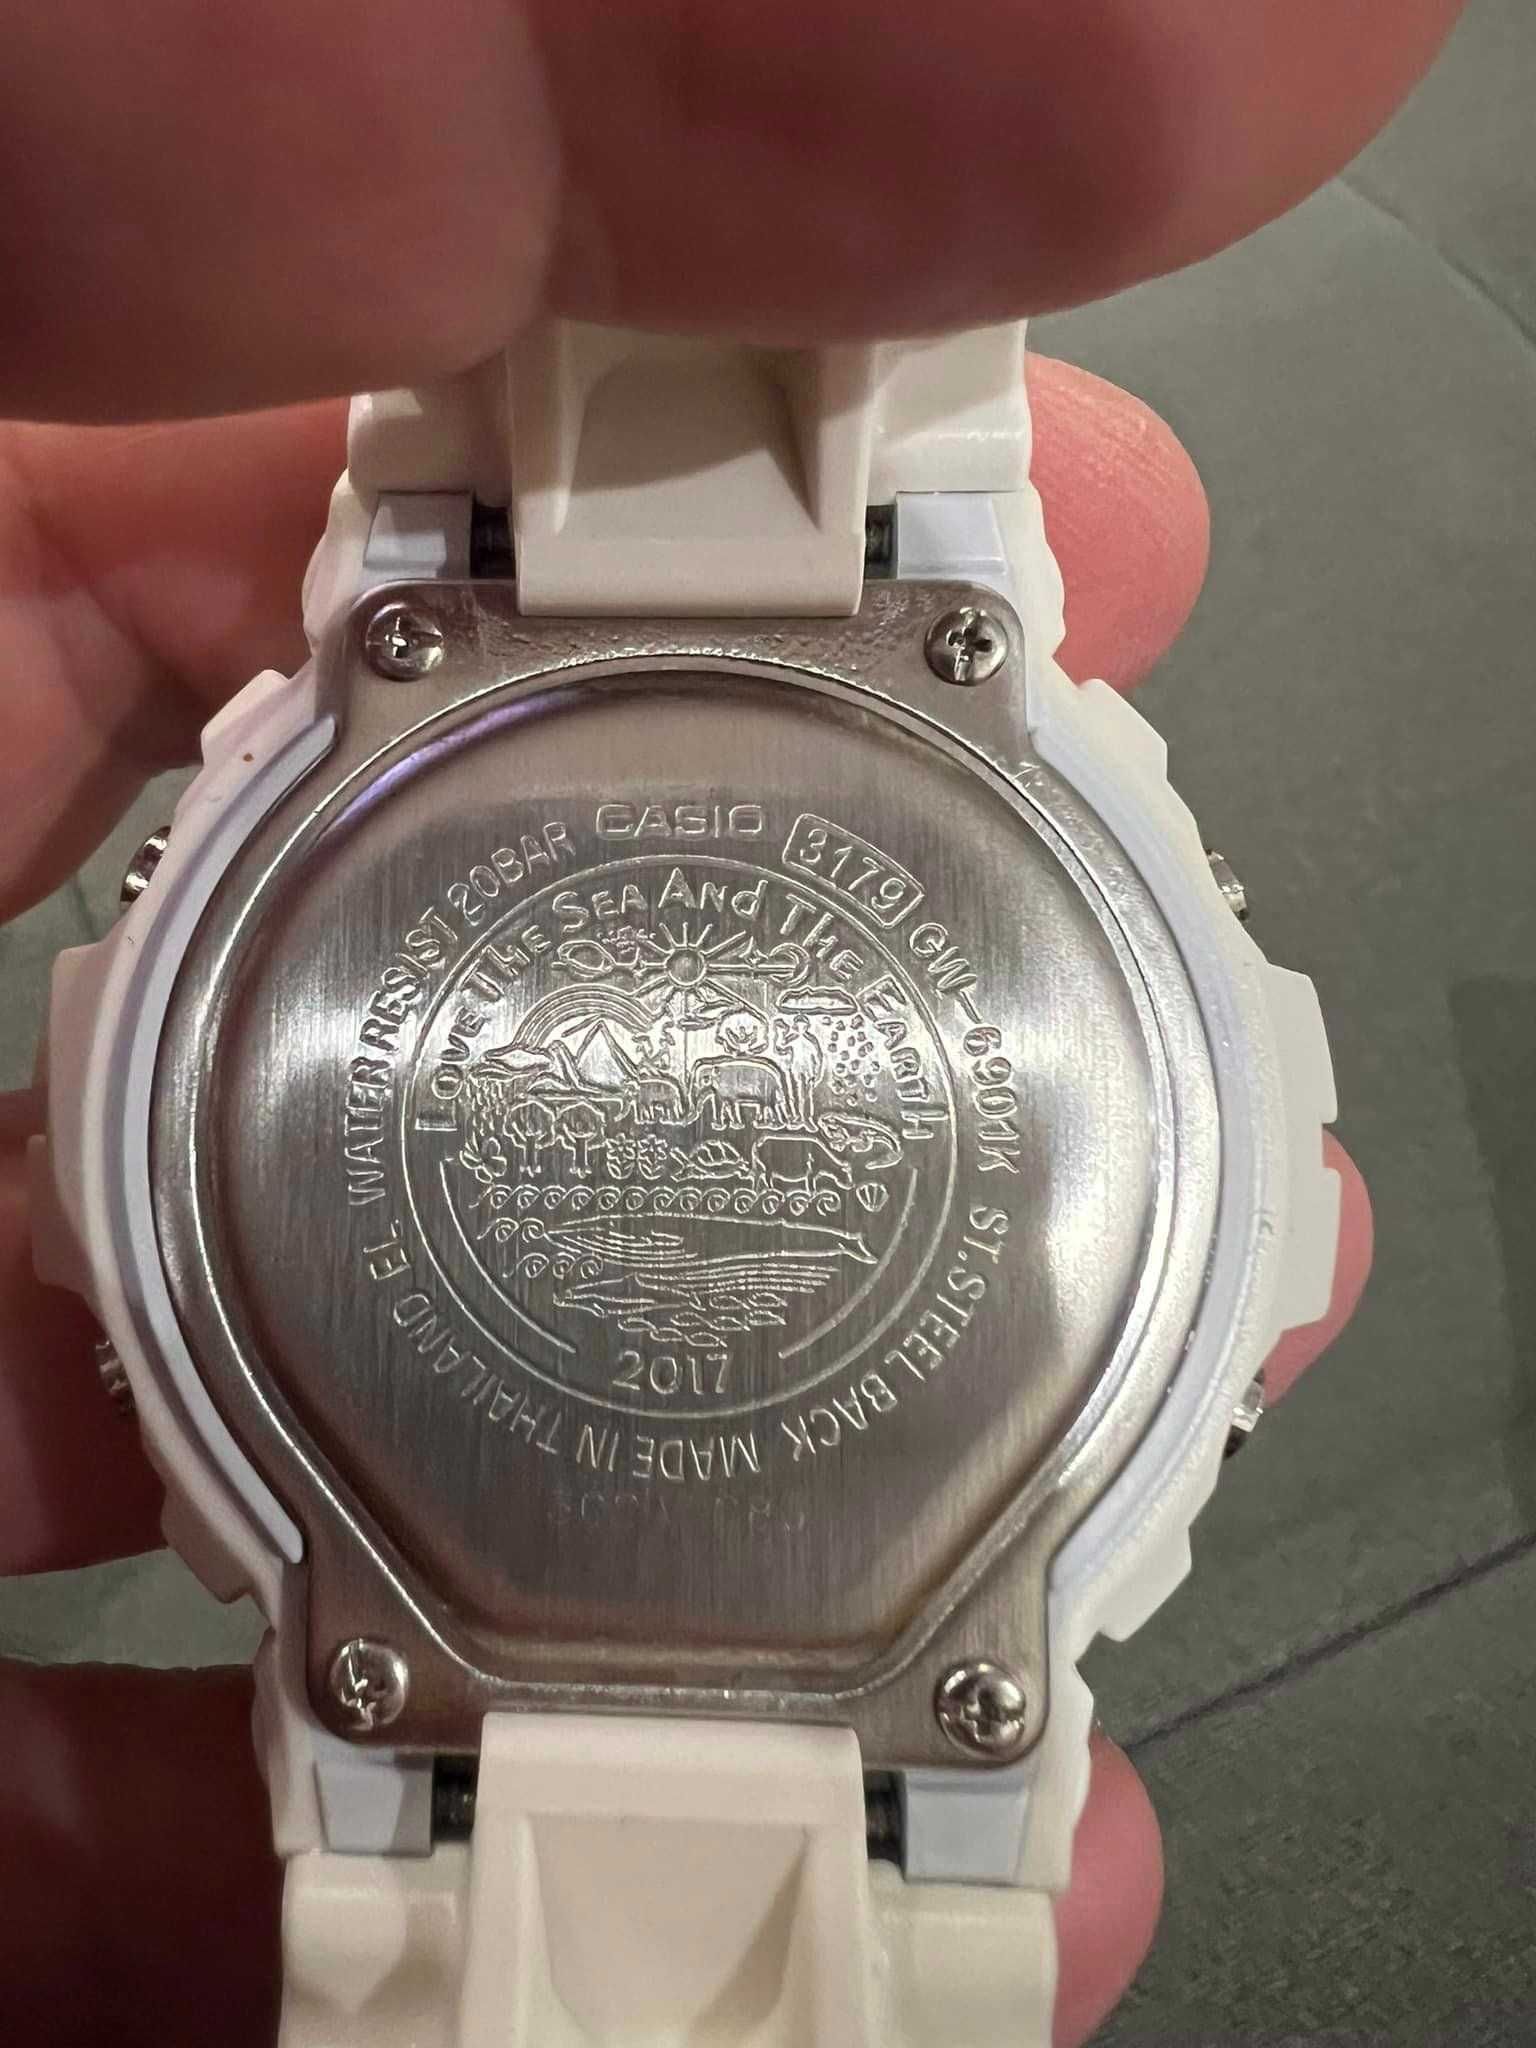 CASIO
3179
GW-6901K ST.STEEL BACK MADE IN THAILAND EL WATER RESIST 20BAR
LOVE THE SEA AND THE EARTH
2017